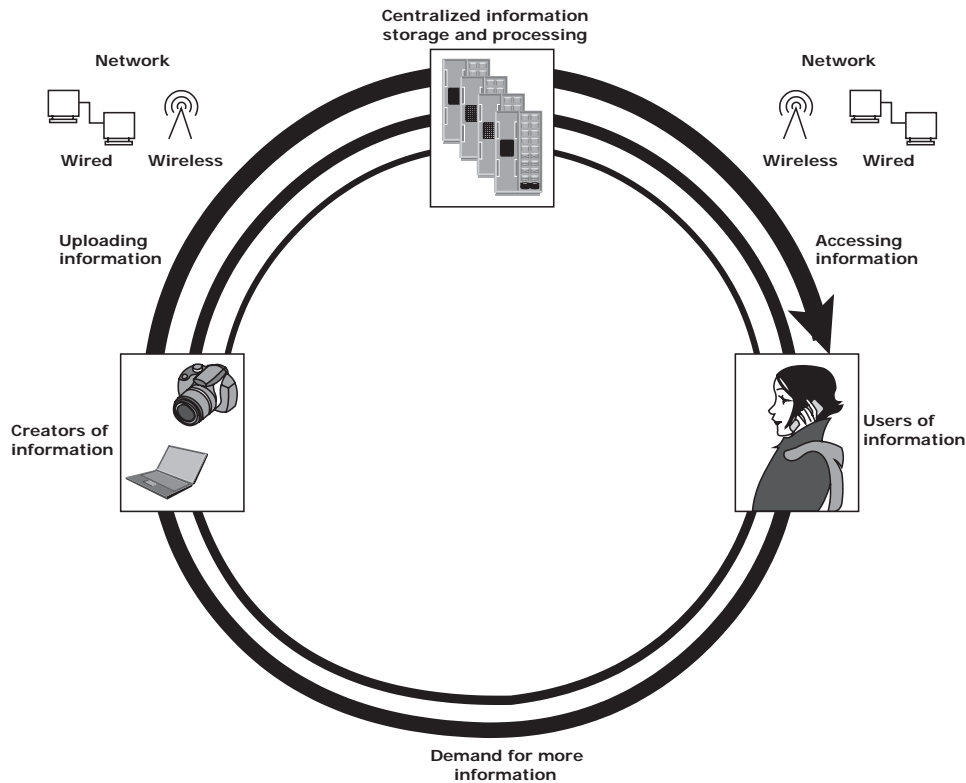 Centralized information
storage and processing
Network
Wired Wireless
Network
Wireless Wired
Uploading
information
Accessing
information
Creators of
information
Users of
information
Demand for more
information